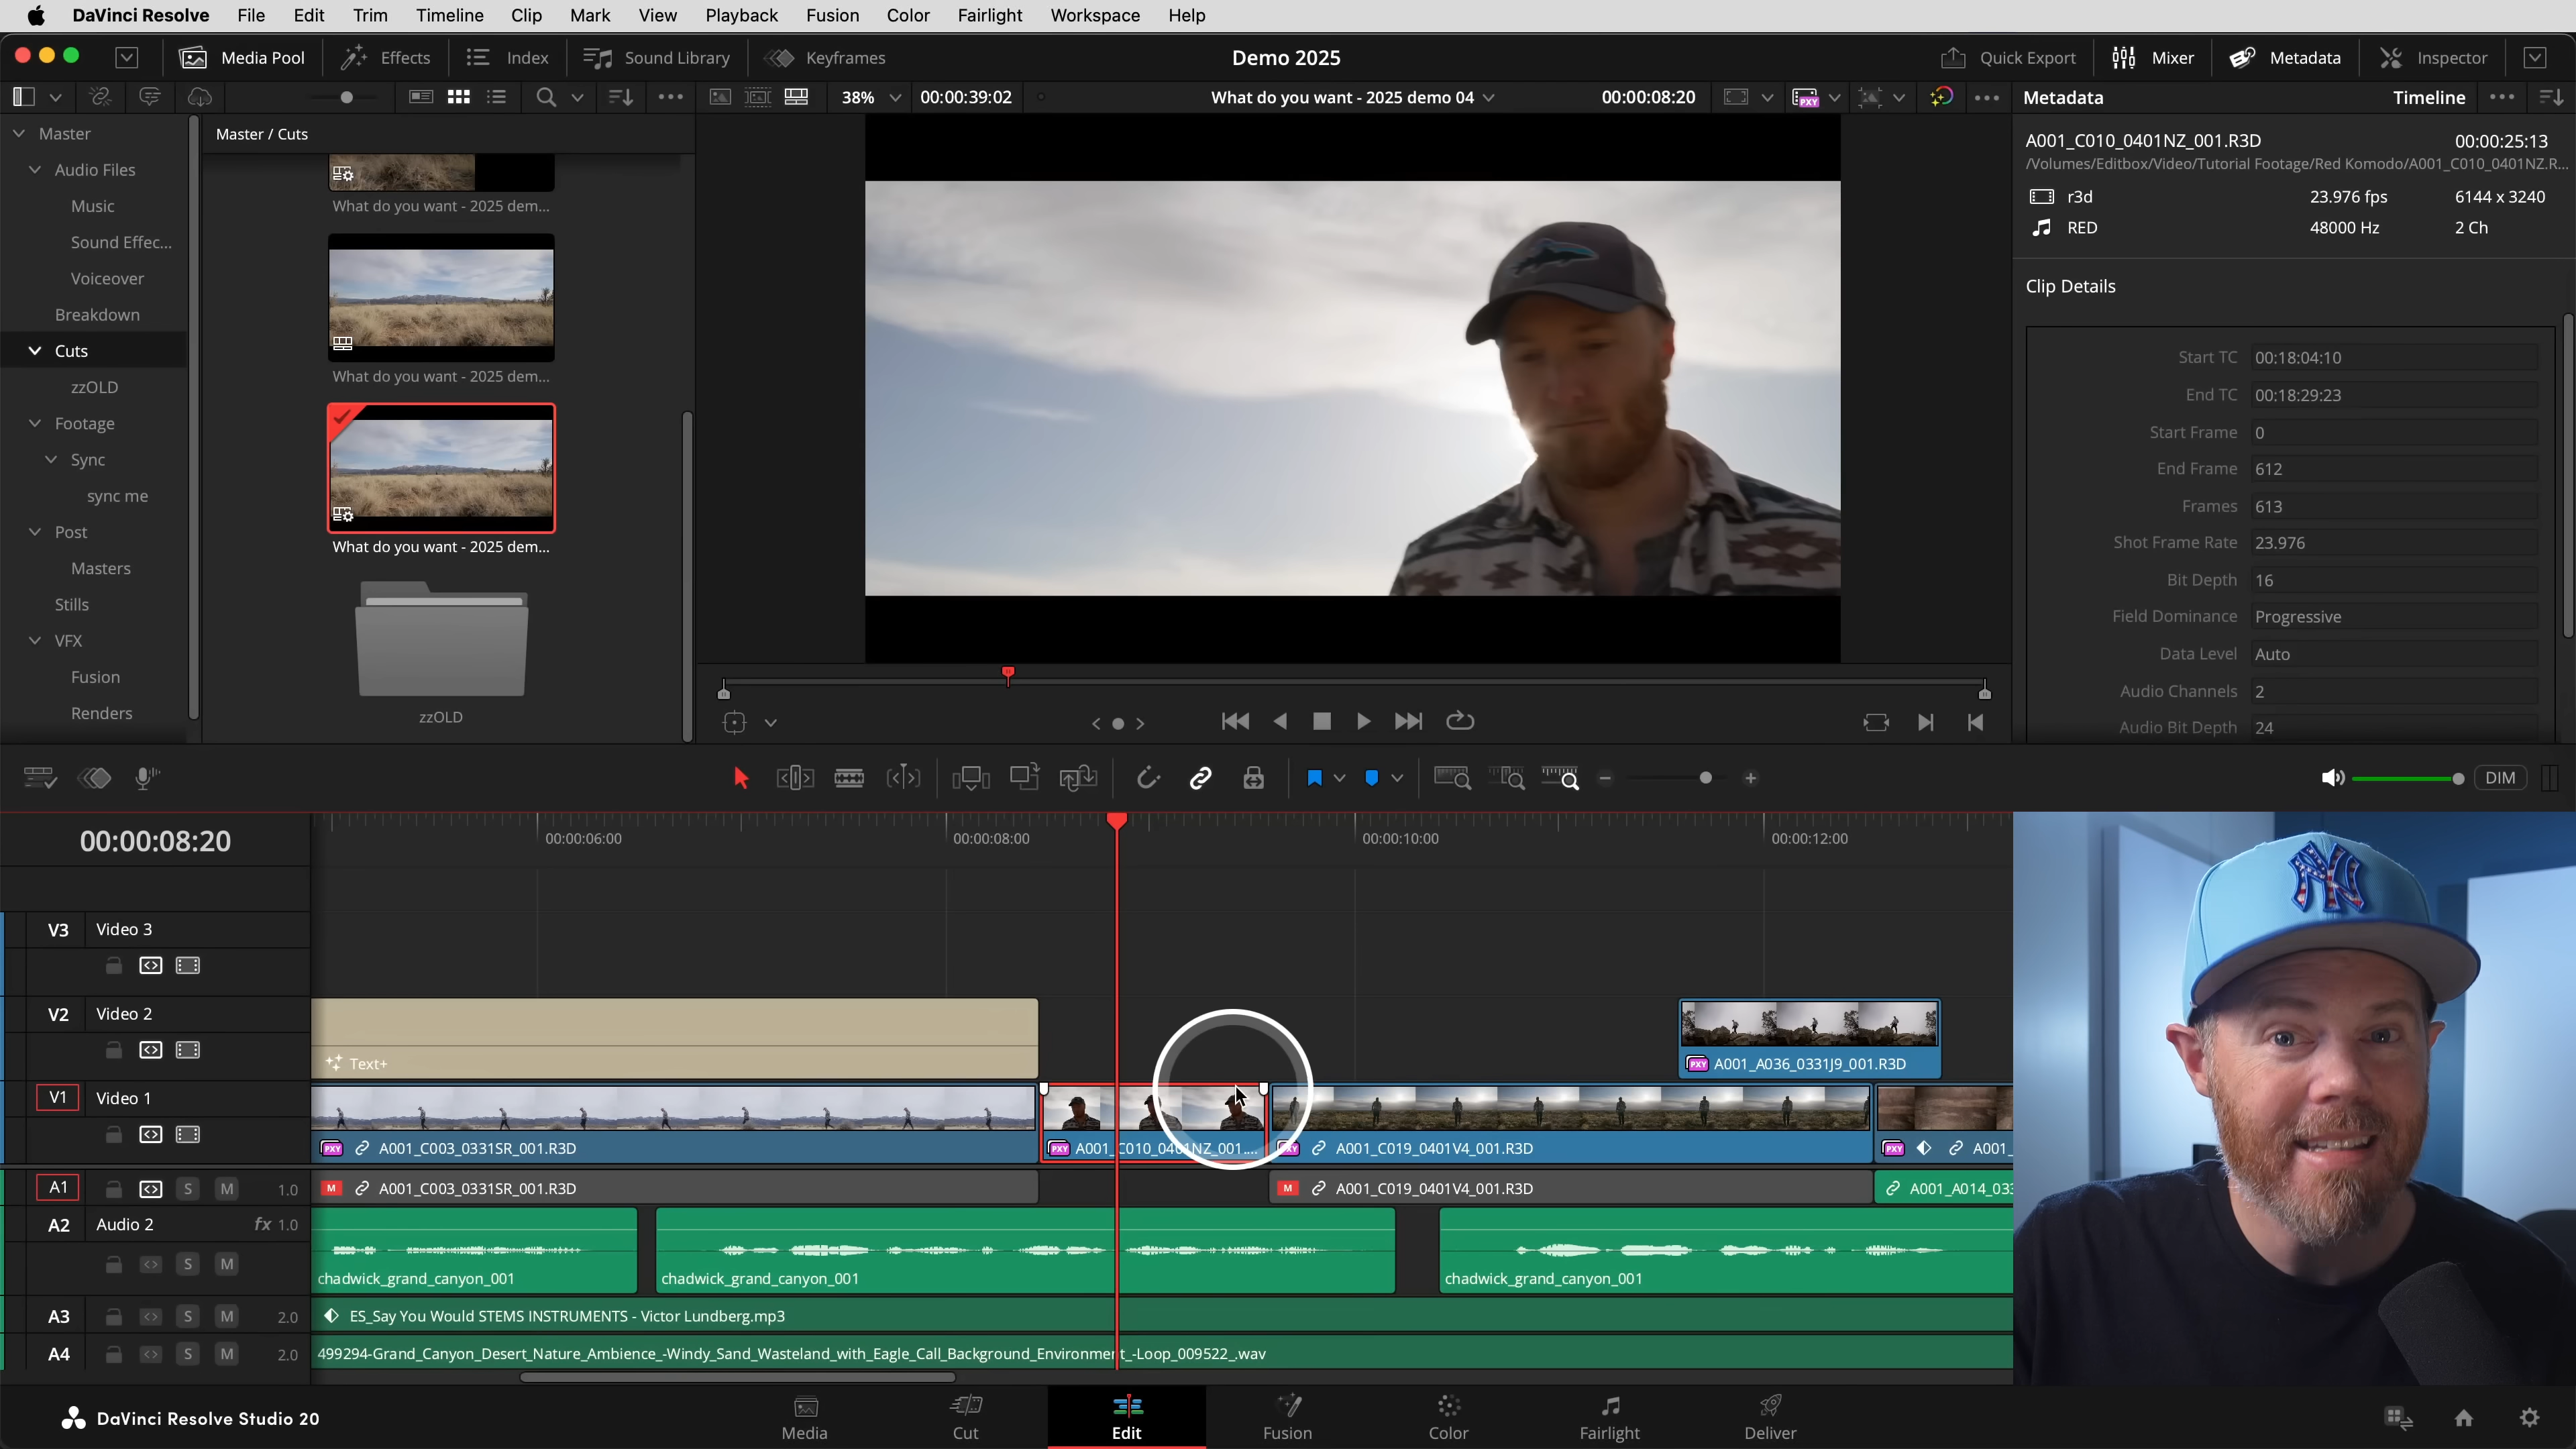 DaVinci Resolve File Edit Trim Timeline Clip Mark View Playback Fusion Color Fairlight Workspace Help
Media Pool Effects Index Sound Library Keyframes Demo 2025 Quick Export Mixer Metadata Inspector
38% 00:00:39:02 What do you want - 2025 demo 04 00:00:08:20 PXY Metadata Timeline
Master
Audio Files
Music
Sound Effec...
Voiceover
Breakdown
Cuts
zzOLD
Footage
Sync
sync me
Post
Masters
Stills
VFX
Fusion
Renders
Master / Cuts
What do you want - 2025 dem...
What do you want - 2025 dem...
What do you want - 2025 dem...
zzOLD
A001_C010_0401NZ_001.R3D 00:00:25:13
/Volumes/Editbox/Video/Tutorial Footage/Red Komodo/A001_C010_0401NZ.R...
r3d 23.976 fps 6144 x 3240
RED 48000 Hz 2 Ch
Clip Details
Start TC 00:18:04:10
End TC 00:18:29:23
Start Frame 0
End Frame 612
Frames 613
Shot Frame Rate 23.976
Bit Depth 16
Field Dominance Progressive
Data Level Auto
Audio Channels 2
Audio Bit Depth 24
DIM
00:00:08:20
00:00:06:00 00:00:08:00 00:00:10:00 00:00:12:00
V3 Video 3
V2 Video 2
Text+
PXY A001_A036_0331J9_001.R3D
V1 Video 1
PXY A001_C003_0331SR_001.R3D PXY A001_C010_0401NZ_001.... PXY A001_C019_0401V4_001.R3D PXY A001_
A1 S M 1.0 M A001_C003_0331SR_001.R3D M A001_C019_0401V4_001.R3D A001_A014_033
A2 Audio 2 fx 1.0
S M
chadwick_grand_canyon_001 chadwick_grand_canyon_001 chadwick_grand_canyon_001
A3 S M 2.0 ES_Say You Would STEMS INSTRUMENTS - Victor Lundberg.mp3
A4 S M 2.0 499294-Grand_Canyon_Desert_Nature_Ambience_-Windy_Sand_Wasteland_with_Eagle_Call_Background_Environment_-Loop_009522_.wav
NY
DaVinci Resolve Studio 20
Media Cut Edit Fusion Color Fairlight Deliver